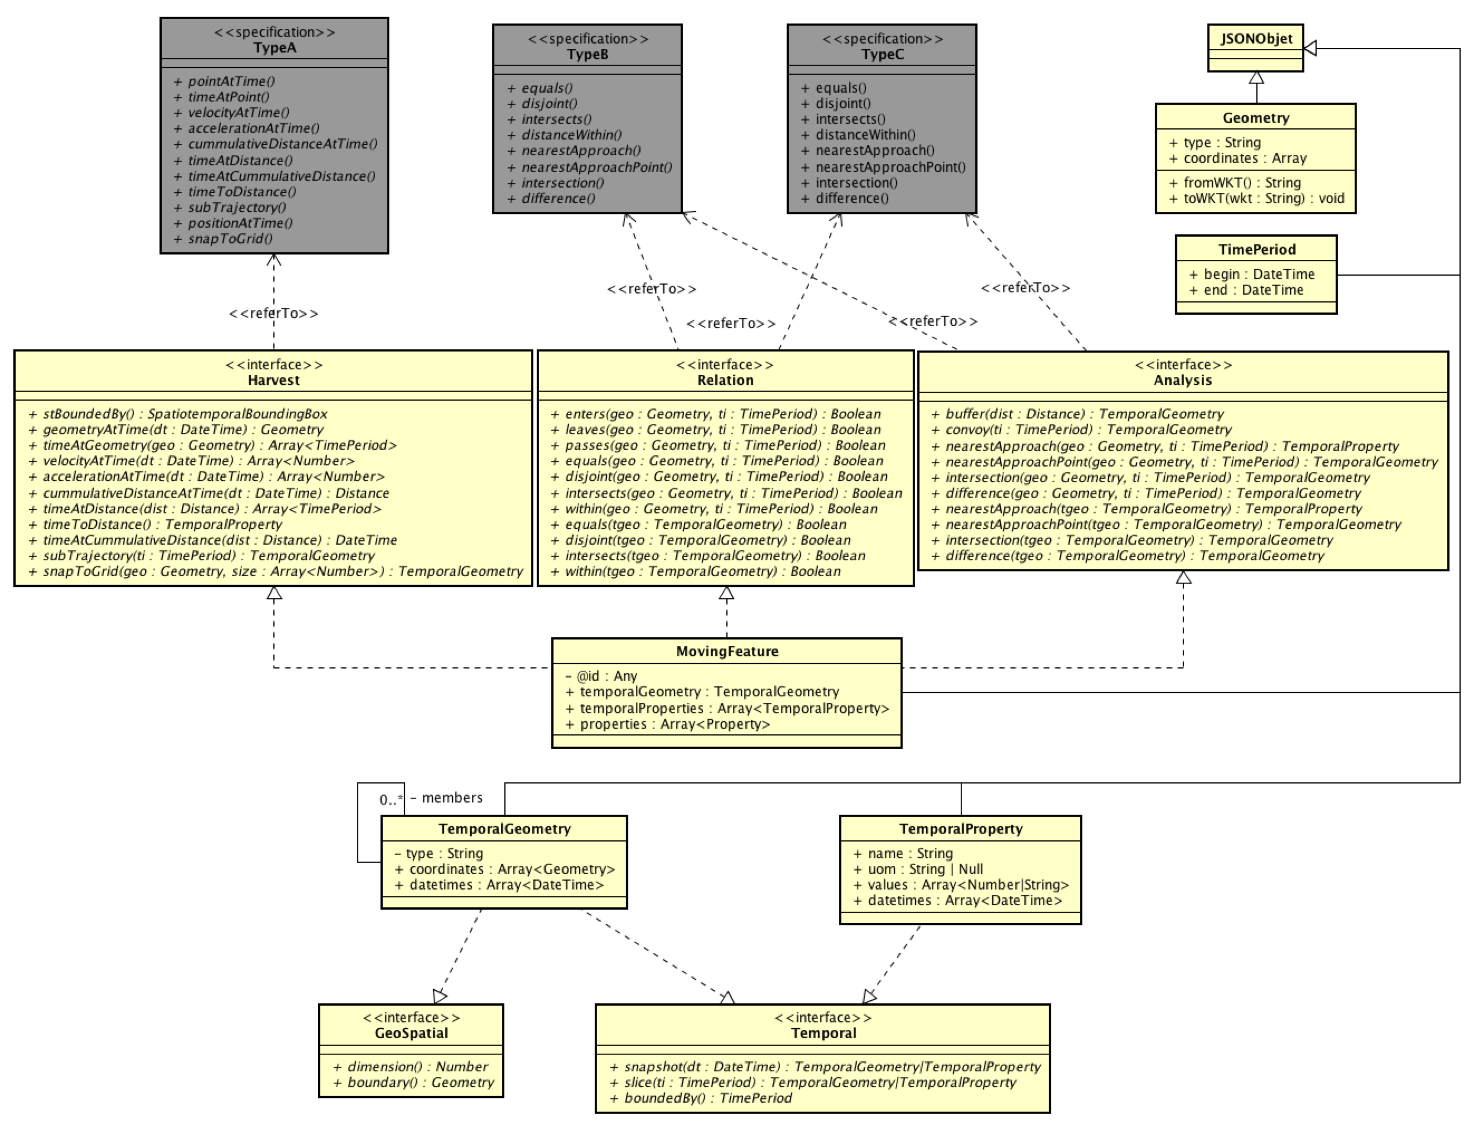 <<specification>>
TypeA
+ pointAtTime()
+ timeAtPoint()
+ velocityAtTime()
+ accelerationAtTime()
+ cummulativeDistanceAtTime()
+ timeAtDistance()
+ timeAtCummulativeDistance()
+ timeToDistance()
+ subTrajectory()
+ positionAtTime()
+ snapToGrid()
<<specification>>
TypeB
+ equals()
+ disjoint()
+ intersects()
+ distanceWithin()
+ nearestApproach()
+ nearestApproachPoint()
+ intersection()
+ difference()
<<specification>>
TypeC
+ equals()
+ disjoint()
+ intersects()
+ distanceWithin()
+ nearestApproach()
+ nearestApproachPoint()
+ intersection()
+ difference()
JSONObjet
Geometry
+ type : String
+ coordinates : Array
+ fromWKT() : String
+ toWKT(wkt : String) : void
TimePeriod
+ begin : DateTime
+ end : DateTime
<<referTo>>
<<referTo>>
<<referTo>>
<<referTo>>
<<referTo>>
<<interface>>
Harvest
+ stBoundedBy() : SpatiotemporalBoundingBox
+ geometryAtTime(dt : DateTime) : Geometry
+ timeAtGeometry(geo : Geometry) : Array<TimePeriod>
+ velocityAtTime(dt : DateTime) : Array<Number>
+ accelerationAtTime(dt : DateTime) : Array<Number>
+ cummulativeDistanceAtTime(dt : DateTime) : Distance
+ timeAtDistance(dist : Distance) : Array<TimePeriod>
+ timeToDistance() : TemporalProperty
+ timeAtCummulativeDistance(dist : Distance) : DateTime
+ subTrajectory(ti : TimePeriod) : TemporalGeometry
+ snapToGrid(geo : Geometry, size : Array<Number>) : TemporalGeometry
<<interface>>
Relation
+ enters(geo : Geometry, ti : TimePeriod) : Boolean
+ leaves(geo : Geometry, ti : TimePeriod) : Boolean
+ passes(geo : Geometry, ti : TimePeriod) : Boolean
+ equals(geo : Geometry, ti : TimePeriod) : Boolean
+ disjoint(geo : Geometry, ti : TimePeriod) : Boolean
+ intersects(geo : Geometry, ti : TimePeriod) : Boolean
+ within(geo : Geometry, ti : TimePeriod) : Boolean
+ equals(tgeo : TemporalGeometry) : Boolean
+ disjoint(tgeo : TemporalGeometry) : Boolean
+ intersects(tgeo : TemporalGeometry) : Boolean
+ within(tgeo : TemporalGeometry) : Boolean
<<interface>>
Analysis
+ buffer(dist : Distance) : TemporalGeometry
+ convoy(ti : TimePeriod) : TemporalGeometry
+ nearestApproach(geo : Geometry, ti : TimePeriod) : TemporalProperty
+ nearestApproachPoint(geo : Geometry, ti : TimePeriod) : TemporalGeometry
+ intersection(geo : Geometry, ti : TimePeriod) : TemporalGeometry
+ difference(geo : Geometry, ti : TimePeriod) : TemporalGeometry
+ nearestApproach(tgeo : TemporalGeometry) : TemporalProperty
+ nearestApproachPoint(tgeo : TemporalGeometry) : TemporalGeometry
+ intersection(tgeo : TemporalGeometry) : TemporalGeometry
+ difference(tgeo : TemporalGeometry) : TemporalGeometry
MovingFeature
- @id : Any
+ temporalGeometry : TemporalGeometry
+ temporalProperties : Array<TemporalProperty>
+ properties : Array<Property>
0..* - members
TemporalGeometry
- type : String
+ coordinates : Array<Geometry>
+ datetimes : Array<DateTime>
TemporalProperty
+ name : String
+ uom : String | Null
+ values : Array<Number|String>
+ datetimes : Array<DateTime>
<<interface>>
GeoSpatial
+ dimension() : Number
+ boundary() : Geometry
<<interface>>
Temporal
+ snapshot(dt : DateTime) : TemporalGeometry|TemporalProperty
+ slice(ti : TimePeriod) : TemporalGeometry|TemporalProperty
+ boundedBy() : TimePeriod